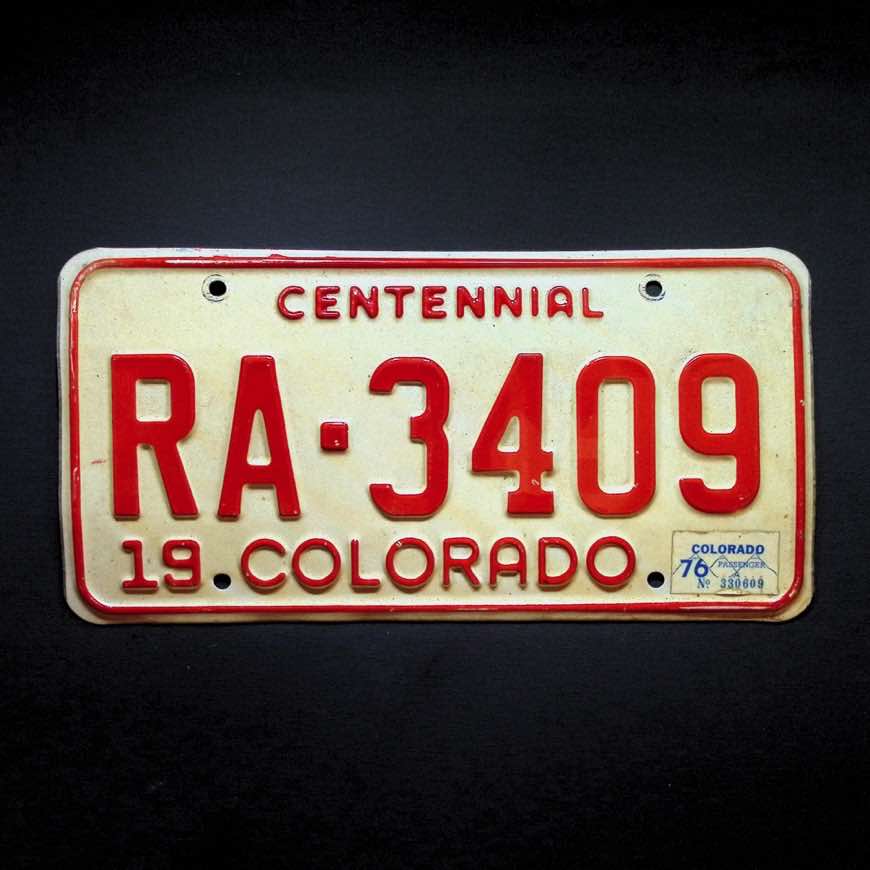 CENTENNIAL
RA·3409
19 COLORADO
COLORADO
76 PASSENGER
Nº 330609